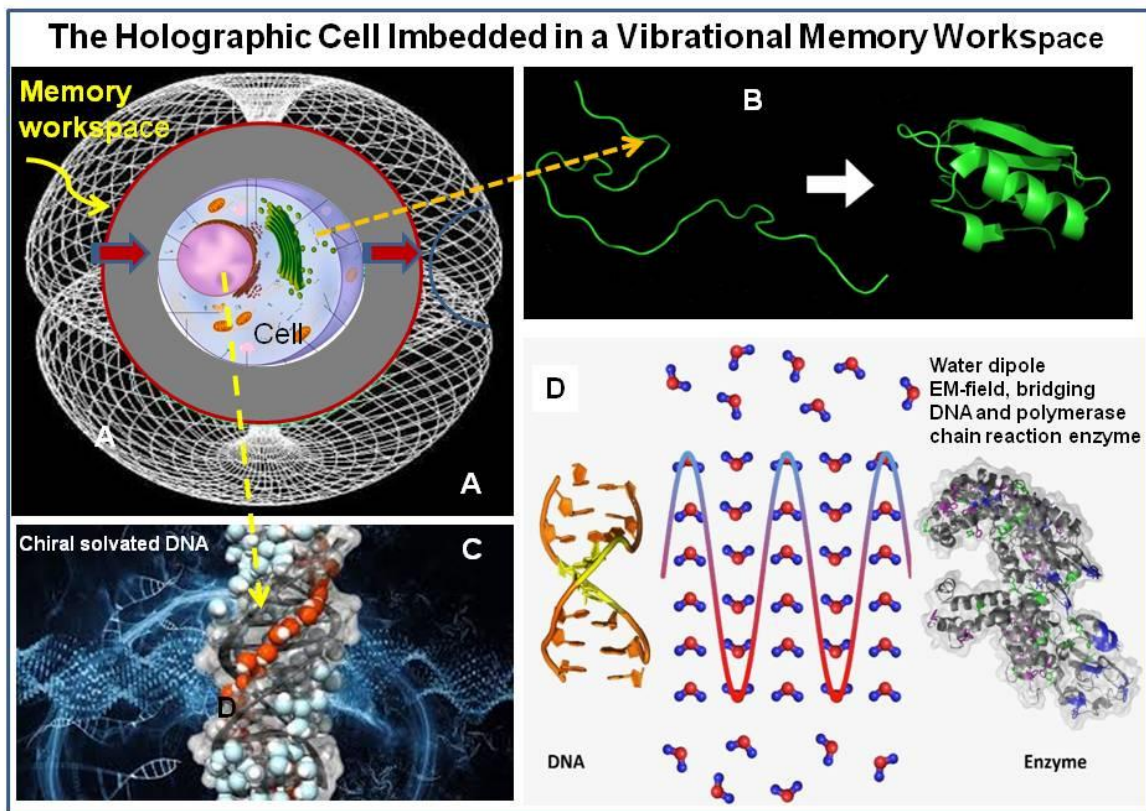 The Holographic Cell Imbedded in a Vibrational Memory Workspace
Memory
workspace
Cell
A
A
B
Chiral solvated DNA
C
D
D
Water dipole
EM-field, bridging
DNA and polymerase
chain reaction enzyme
DNA
Enzyme